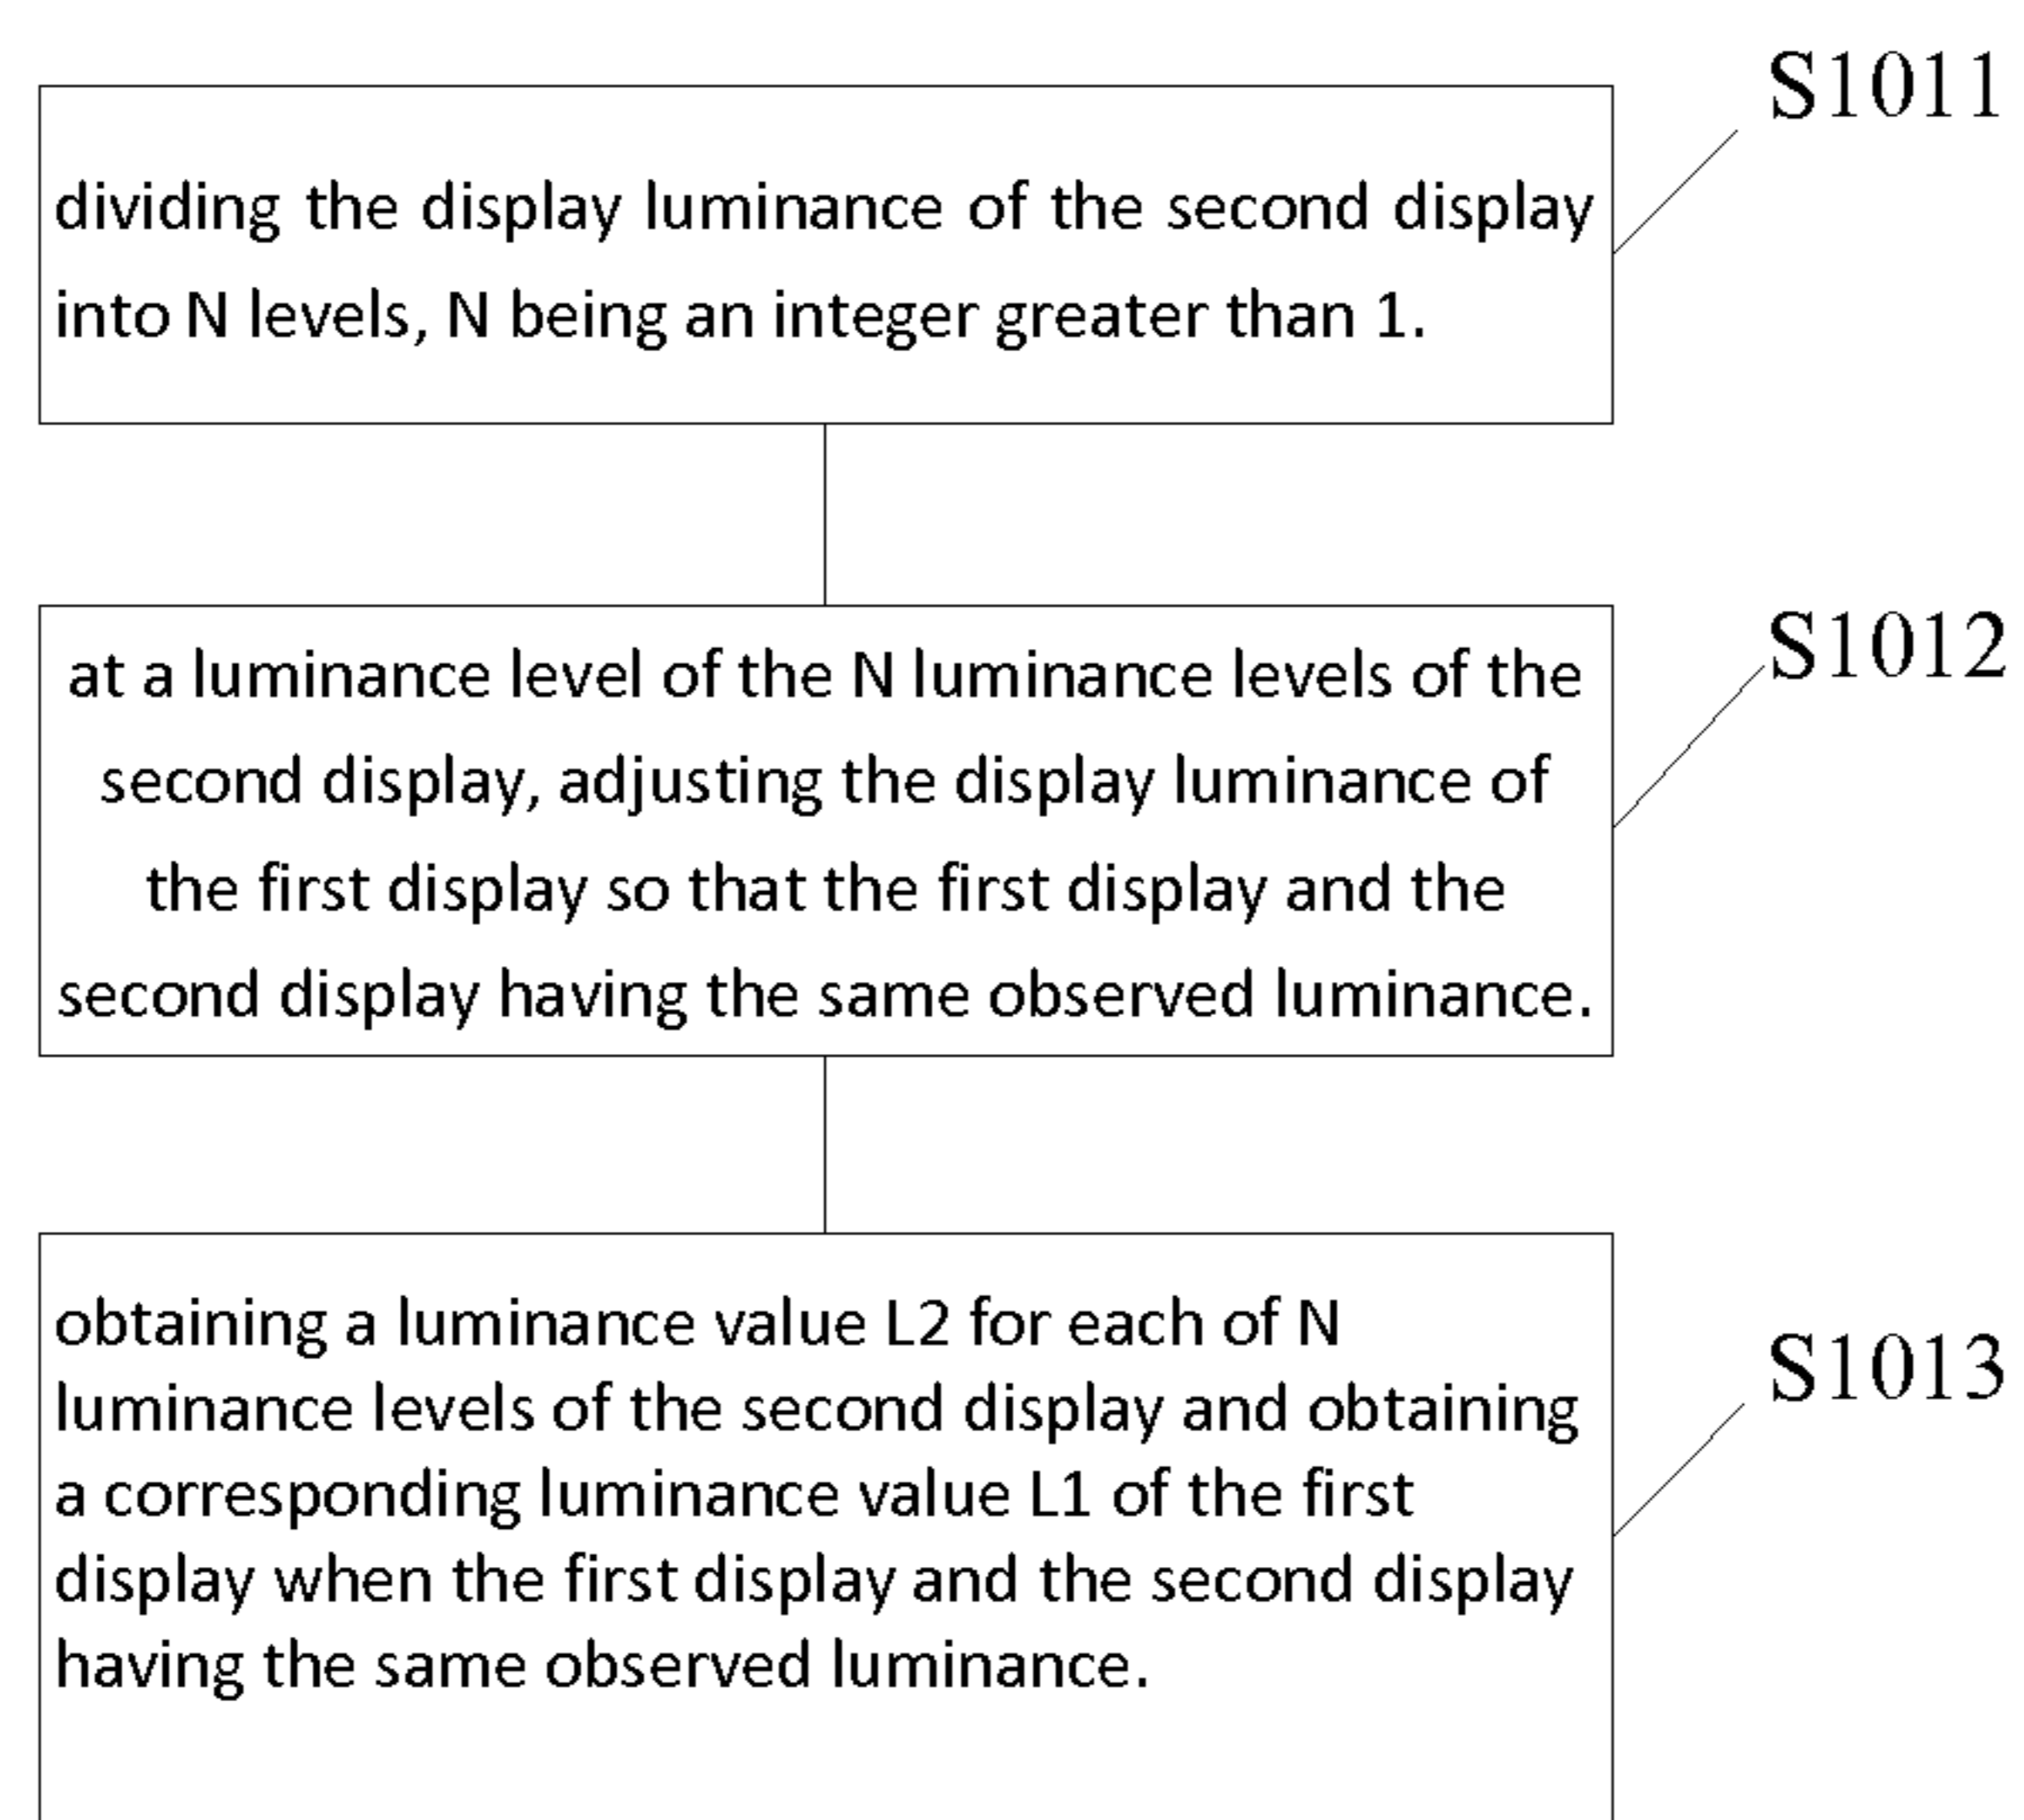 S1011
dividing the display luminance of the second display
into N levels, N being an integer greater than 1.
S1012
at a luminance level of the N luminance levels of the
second display, adjusting the display luminance of
the first display so that the first display and the
second display having the same observed luminance.
S1013
obtaining a luminance value L2 for each of N
luminance levels of the second display and obtaining
a corresponding luminance value L1 of the first
display when the first display and the second display
having the same observed luminance.